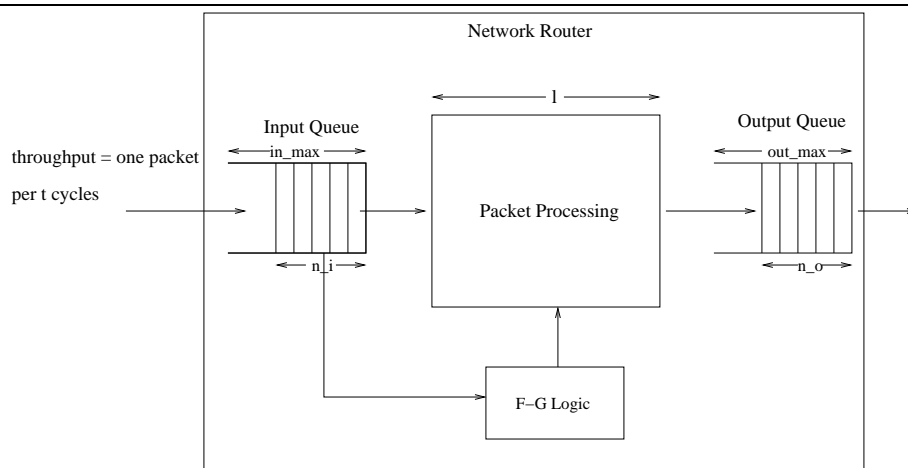 Network Router
l
Input Queue
in_max
Output Queue
out_max
throughput = one packet
per t cycles
Packet Processing
n_i
n_o
F–G Logic